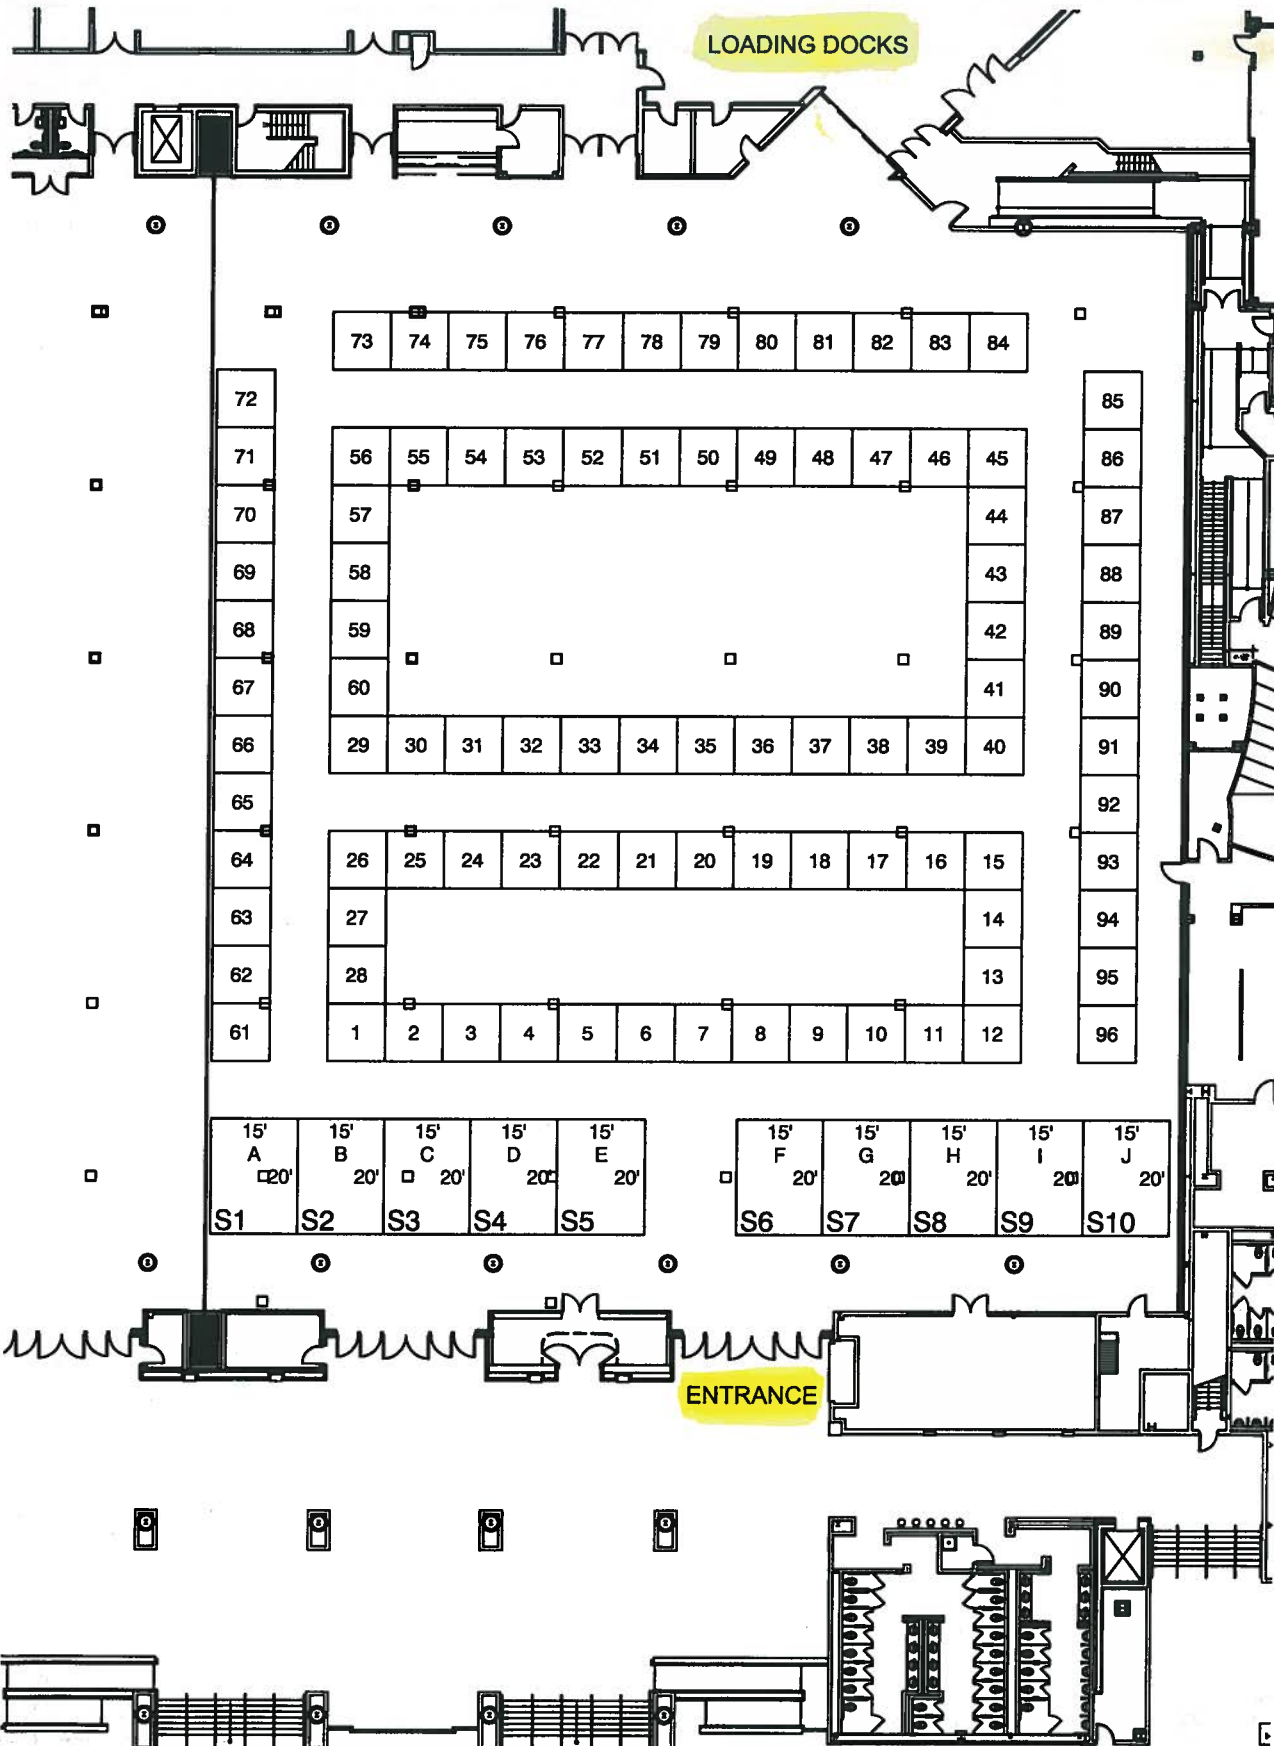 LOADING DOCKS
73 74 75 76 77 78 79 80 81 82 83 84
72 85
71 56 55 54 53 52 51 50 49 48 47 46 45 86
70 57 44 87
69 58 43 88
68 59 42 89
67 60 41 90
66 29 30 31 32 33 34 35 36 37 38 39 40 91
65 92
64 26 25 24 23 22 21 20 19 18 17 16 15 93
63 27 14 94
62 28 13 95
61 1 2 3 4 5 6 7 8 9 10 11 12 96
15' 15' 15' 15' 15' 15' 15' 15' 15' 15'
A B C D E F G H I J
20' 20' 20' 20' 20' 20' 20' 20' 20' 20'
S1 S2 S3 S4 S5 S6 S7 S8 S9 S10
ENTRANCE